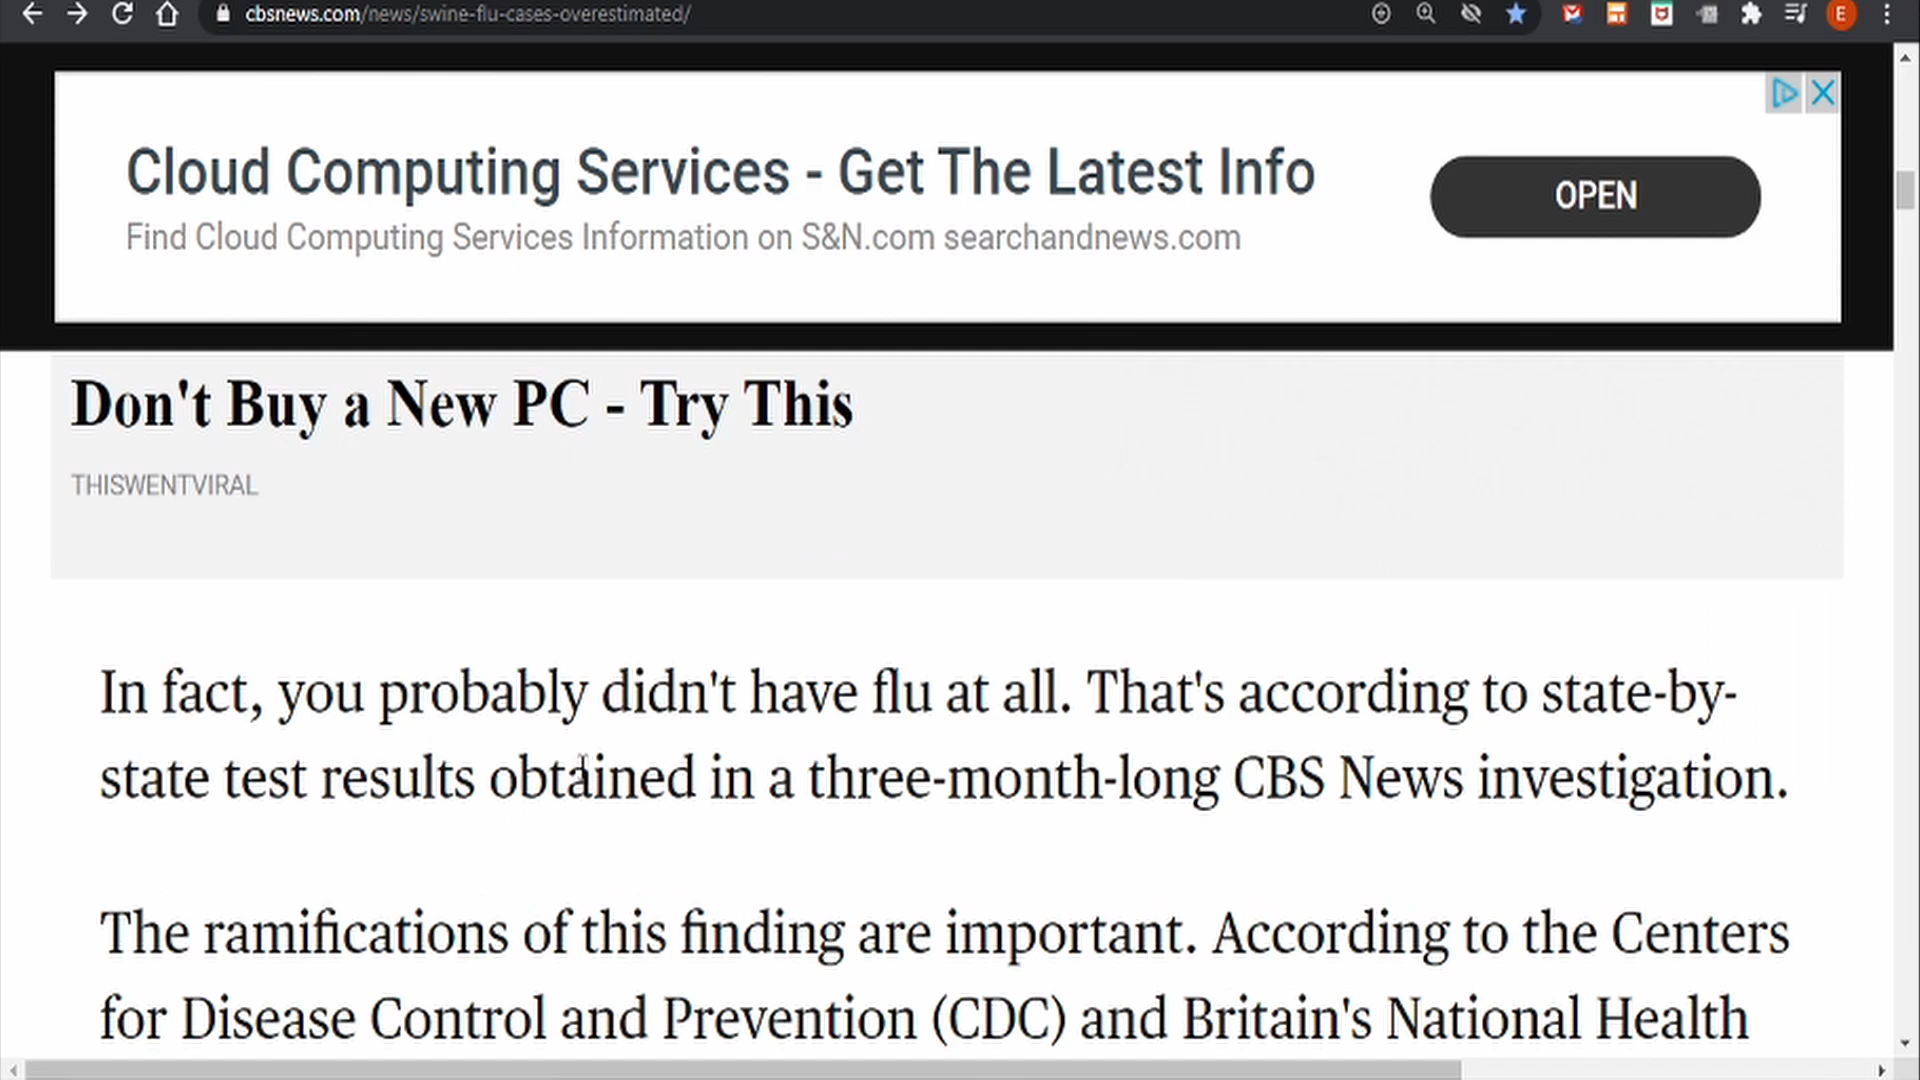 cbsnews.com/news/swine-flu-cases-overestimated/
E
Cloud Computing Services - Get The Latest Info
Find Cloud Computing Services Information on S&N.com searchandnews.com
OPEN
Don't Buy a New PC - Try This
THISWENTVIRAL
In fact, you probably didn't have flu at all. That's according to state-by-
state test results obtained in a three-month-long CBS News investigation.
The ramifications of this finding are important. According to the Centers
for Disease Control and Prevention (CDC) and Britain's National Health